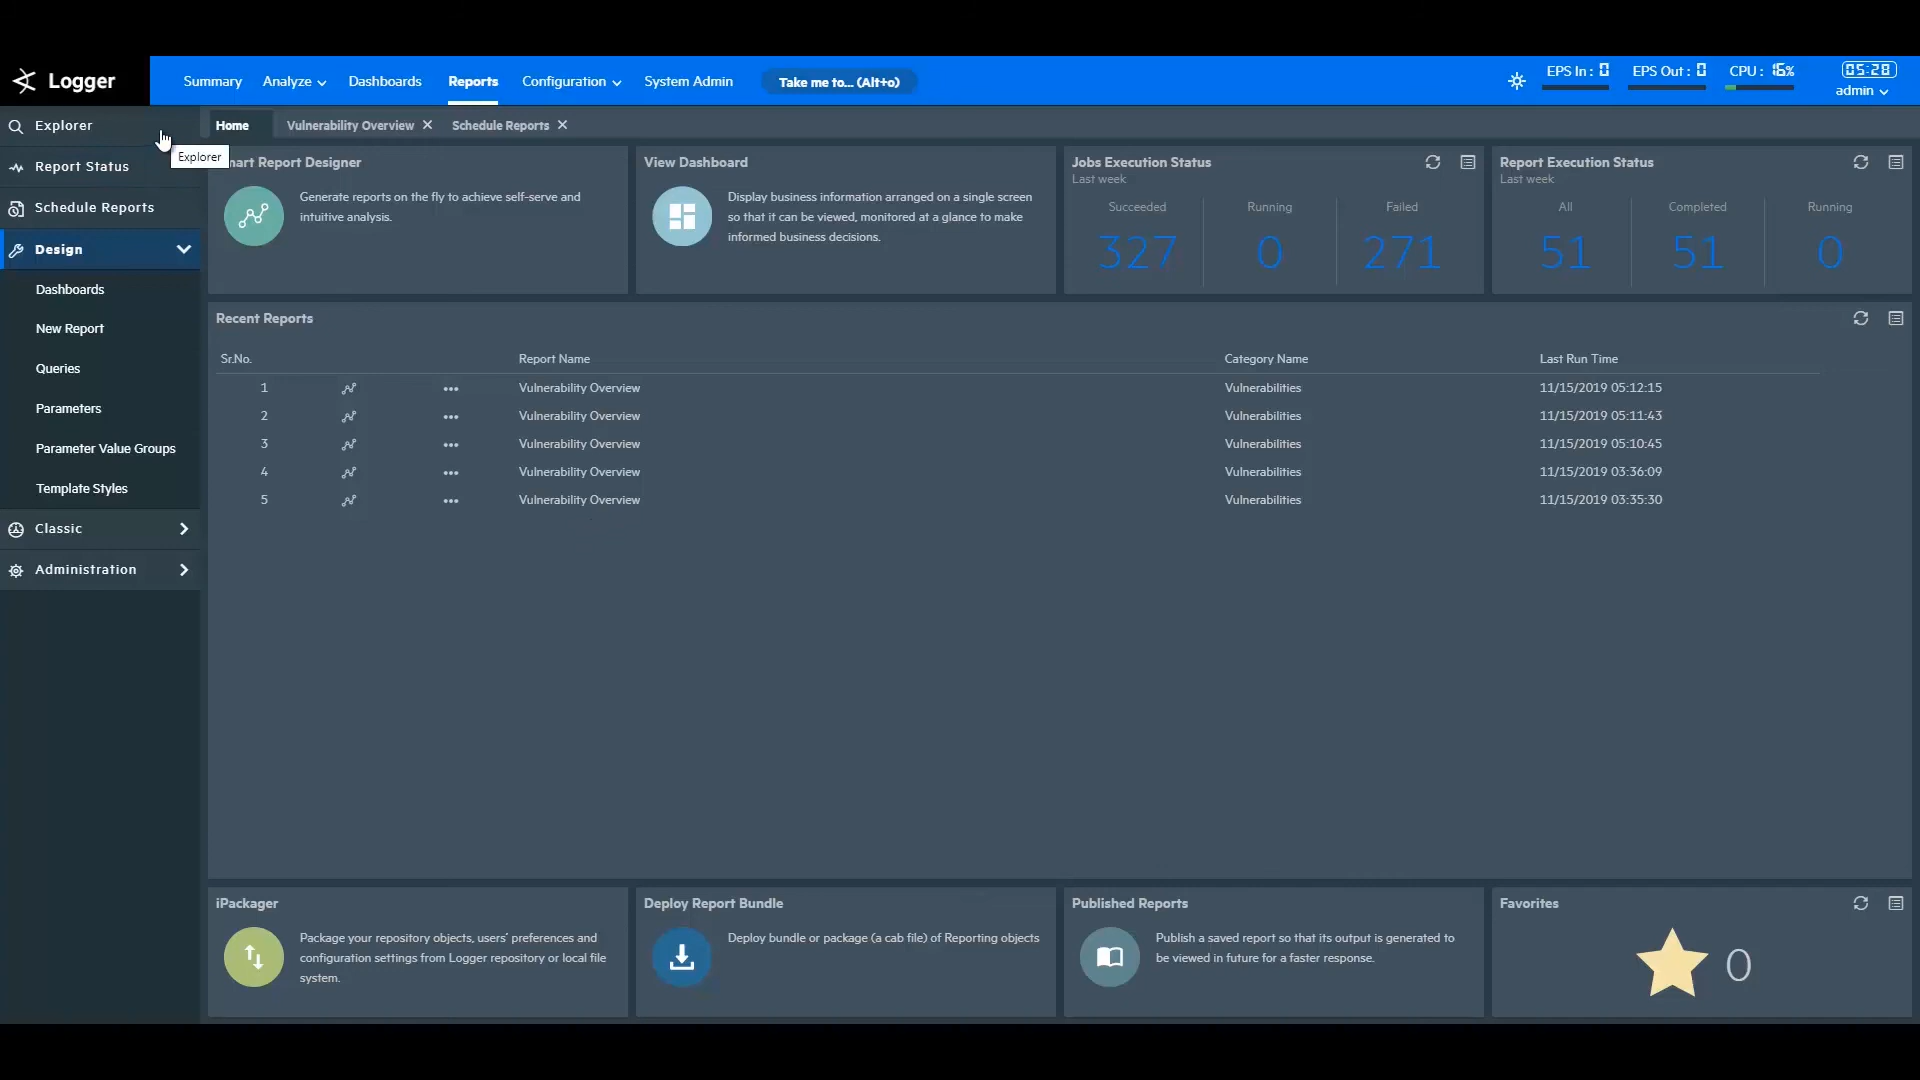 Logger
Summary
Analyze
Dashboards
Reports
Configuration
System Admin
Take me to... (Alt+o)
EPS In : 0
EPS Out : 0
CPU : 16%
05:28
admin
Explorer
Report Status
Schedule Reports
Design
Dashboards
New Report
Queries
Parameters
Parameter Value Groups
Template Styles
Classic
Administration
Home
Vulnerability Overview
Schedule Reports
Explorer
mart Report Designer
Generate reports on the fly to achieve self-serve and
intuitive analysis.
View Dashboard
Display business information arranged on a single screen
so that it can be viewed, monitored at a glance to make
informed business decisions.
Jobs Execution Status
Last week
Succeeded Running Failed
327 0 271
Report Execution Status
Last week
All Completed Running
51 51 0
Recent Reports
Sr.No. Report Name Category Name Last Run Time
1 Vulnerability Overview Vulnerabilities 11/15/2019 05:12:15
2 Vulnerability Overview Vulnerabilities 11/15/2019 05:11:43
3 Vulnerability Overview Vulnerabilities 11/15/2019 05:10:45
4 Vulnerability Overview Vulnerabilities 11/15/2019 03:36:09
5 Vulnerability Overview Vulnerabilities 11/15/2019 03:35:30
iPackager
Package your repository objects, users' preferences and
configuration settings from Logger repository or local file
system.
Deploy Report Bundle
Deploy bundle or package (a cab file) of Reporting objects
Published Reports
Publish a saved report so that its output is generated to
be viewed in future for a faster response.
Favorites
0